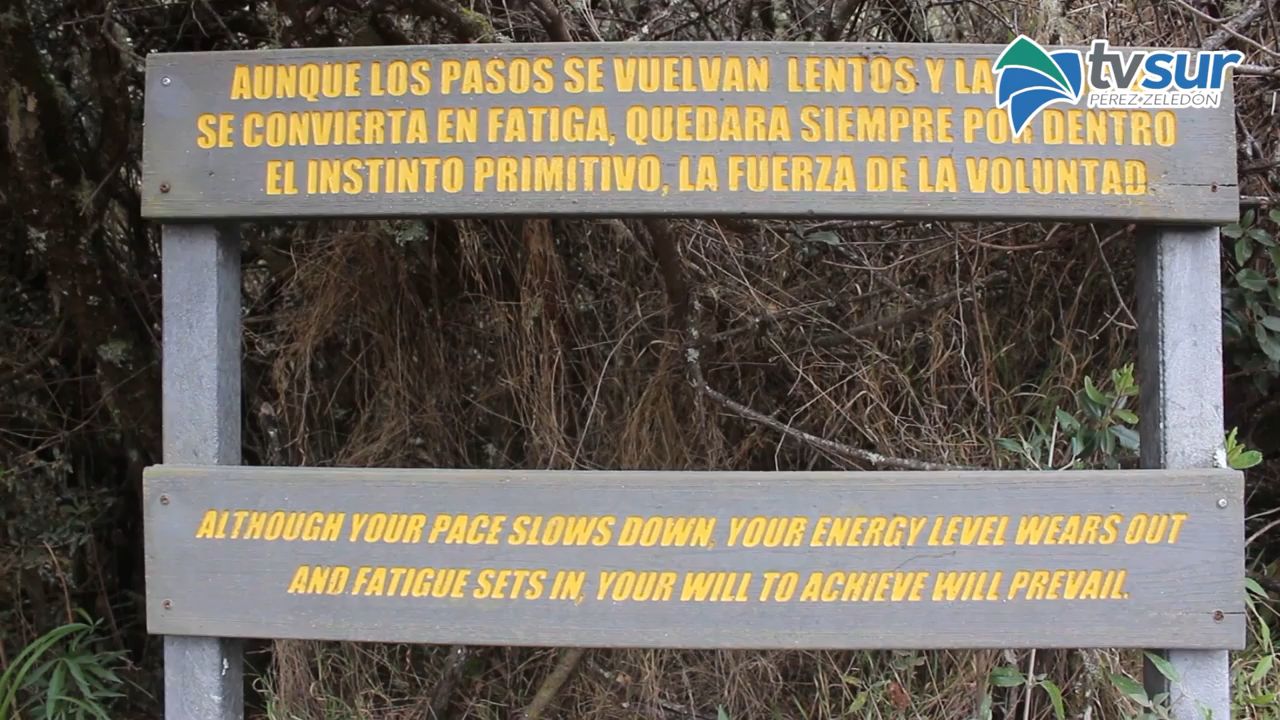 AUNQUE LOS PASOS SE VUELVAN LENTOS Y LA
SE CONVIERTA EN FATIGA, QUEDARA SIEMPRE POR DENTRO
EL INSTINTO PRIMITIVO, LA FUERZA DE LA VOLUNTAD.
ALTHOUGH YOUR PACE SLOWS DOWN, YOUR ENERGY LEVEL WEARS OUT
AND FATIGUE SETS IN, YOUR WILL TO ACHIEVE WILL PREVAIL.
tvsur
PÉREZ ZELEDÓN